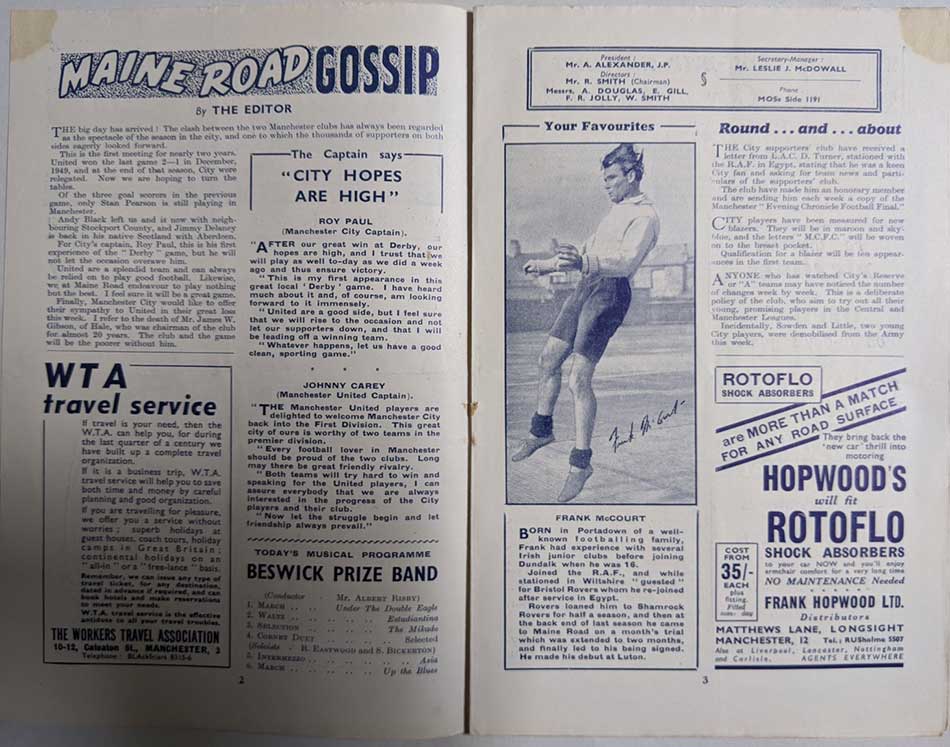 MAINE ROAD GOSSIP
By THE EDITOR
THE big day has arrived! The clash between the two Manchester clubs has always been regarded
as the spectacle of the season in the city, and one to which the thousands of supporters on both
sides eagerly looked forward.
This is the first meeting for nearly two years.
United won the last game 2—1 in December,
1949, and at the end of that season, City were
relegated. Now we are hoping to turn the
tables.
Of the three goal scorers in the previous
game, only Stan Pearson is still playing in
Manchester.
Andy Black left us and is now with neigh-
bouring Stockport County, and Jimmy Delaney
is back in his native Scotland with Aberdeen.
For City's captain, Roy Paul, this is his first
experience of the "Derby" game, but he will
not let the occasion overawe him.
United are a splendid team and can always
be relied on to play good football. Likewise,
we at Maine Road endeavour to play nothing
but the best. I feel sure it will be a great game.
Finally, Manchester City would like to offer
their sympathy to United in their great loss
this week. I refer to the death of Mr. James W.
Gibson, of Hale, who was chairman of the club
for almost 20 years. The club and the game
will be the poorer without him.
WTA
travel service
If travel is your need, then the
W.T.A. can help you, for during
the last quarter of a century we
have built up a complete travel
organization.
If it is a business trip, W.T.A.
travel service will help you to save
both time and money by careful
planning and good organization.
If you are travelling for pleasure,
we offer you a service without
worries; superb holidays at
guest houses, coach tours, holiday
camps in Great Britain;
continental holidays on an
"all-in" or a "free-lance" basis.
Remember, we can issue any type of
travel ticket, for any destination,
dated in advance if required, and can
book hotels and make reservations
to meet your needs.
W.T.A. travel service is the effective
antidote to all your travel troubles.
THE WORKERS TRAVEL ASSOCIATION
10-12, Cateaton St., MANCHESTER, 3
Telephone: BLAckfriars 8315-6
The Captain says
"CITY HOPES
ARE HIGH"
ROY PAUL
(Manchester City Captain).
"AFTER our great win at Derby, our
hopes are high, and I trust that we
will play as well to-day as we did a week
ago and thus ensure victory.
"This is my first appearance in this
great local 'Derby' game. I have heard
much about it and, of course, am looking
forward to it immensely.
"United are a good side, but I feel sure
that we will rise to the occasion and not
let our supporters down, and that I will
be leading off a winning team.
"Whatever happens, let us have a good
clean, sporting game."
* * *
JOHNNY CAREY
(Manchester United Captain).
"THE Manchester United players are
delighted to welcome Manchester City
back into the First Division. This great
city of ours is worthy of two teams in the
premier division.
"Every football lover in Manchester
should be proud of the two clubs. Long
may there be great friendly rivalry.
"Both teams will try hard to win and
speaking for the United players, I can
assure everybody that we are always
interested in the progress of the City
players and their club.
"Now let the struggle begin and let
friendship always prevail."
TODAY'S MUSICAL PROGRAMME
BESWICK PRIZE BAND
(Conductor - Mr. ALBERT RISBY)
1. MARCH .. .. Under The Double Eagle
2. WALTZ .. .. .. Estudiantina
3. SELECTION .. .. .. The Mikado
4. CORNET DUET .. .. .. Selected
(Soloists R. EASTWOOD and S. BICKERTON)
5. INTERMEZZO .. .. .. Asia
6. MARCH .. .. .. Up the Blues
2
President:
Mr. A. ALEXANDER, J.P.
Directors:
Mr. R. SMITH (Chairman)
Messrs. A. DOUGLAS, E. GILL,
F. R. JOLLY, W. SMITH
§
Secretary-Manager:
Mr. LESLIE J. McDOWALL
Phone
MOSs Side 1191
Your Favourites
Frank McCourt
FRANK McCOURT
BORN in Portadown of a well-
known footballing family,
Frank had experience with several
Irish junior clubs before joining
Dundalk when he was 16.
Joined the R.A.F., and while
stationed in Wiltshire "guested"
for Bristol Rovers whom he re-joined
after service in Egypt.
Rovers loaned him to Shamrock
Rovers for half a season, and then at
the back end of last season he came
to Maine Road on a month's trial
which was extended to two months,
and finally led to his being signed.
He made his debut at Luton.
Round ... and ... about
THE City supporters' club have received a
letter from L.A.C. D. Turner, stationed with
the R.A.F. in Egypt, stating that he was a keen
City fan and asking for team news and parti-
culars of the supporters' club.
The club have made him an honorary member
and are sending him each week a copy of the
Manchester "Evening Chronicle Football Final."
CITY players have been measured for new
blazers. They will be in maroon and sky-
blue, and the letters "M.C.F.C." will be woven
on to the breast pocket.
Qualification for a blazer will be ten appear-
ances in the first team.
ANYONE who has watched City's Reserve
or "A" teams may have noticed the number
of changes week by week. This is a deliberate
policy of the club, who aim to try out all their
young, promising players in the Central and
Manchester Leagues.
Incidentally, Sowden and Little, two young
City players, were demobilised from the Army
this week.
ROTOFLO
SHOCK ABSORBERS
are MORE THAN A MATCH
FOR ANY ROAD SURFACE
They bring back the
'new car' thrill into
motoring
HOPWOOD'S
will fit
ROTOFLO
SHOCK ABSORBERS
to your CAR NOW and you'll enjoy
armchair comfort for a very long time
NO MAINTENANCE Needed
COST
FROM
35/-
EACH
plus
fitting.
Fitted
same day
FRANK HOPWOOD LTD.
Distributors
MATTHEWS LANE, LONGSIGHT
MANCHESTER, 12 Tel.: RUSholme 5507
Also at Liverpool, Lancaster, Nottingham
and Carlisle. AGENTS EVERYWHERE
3